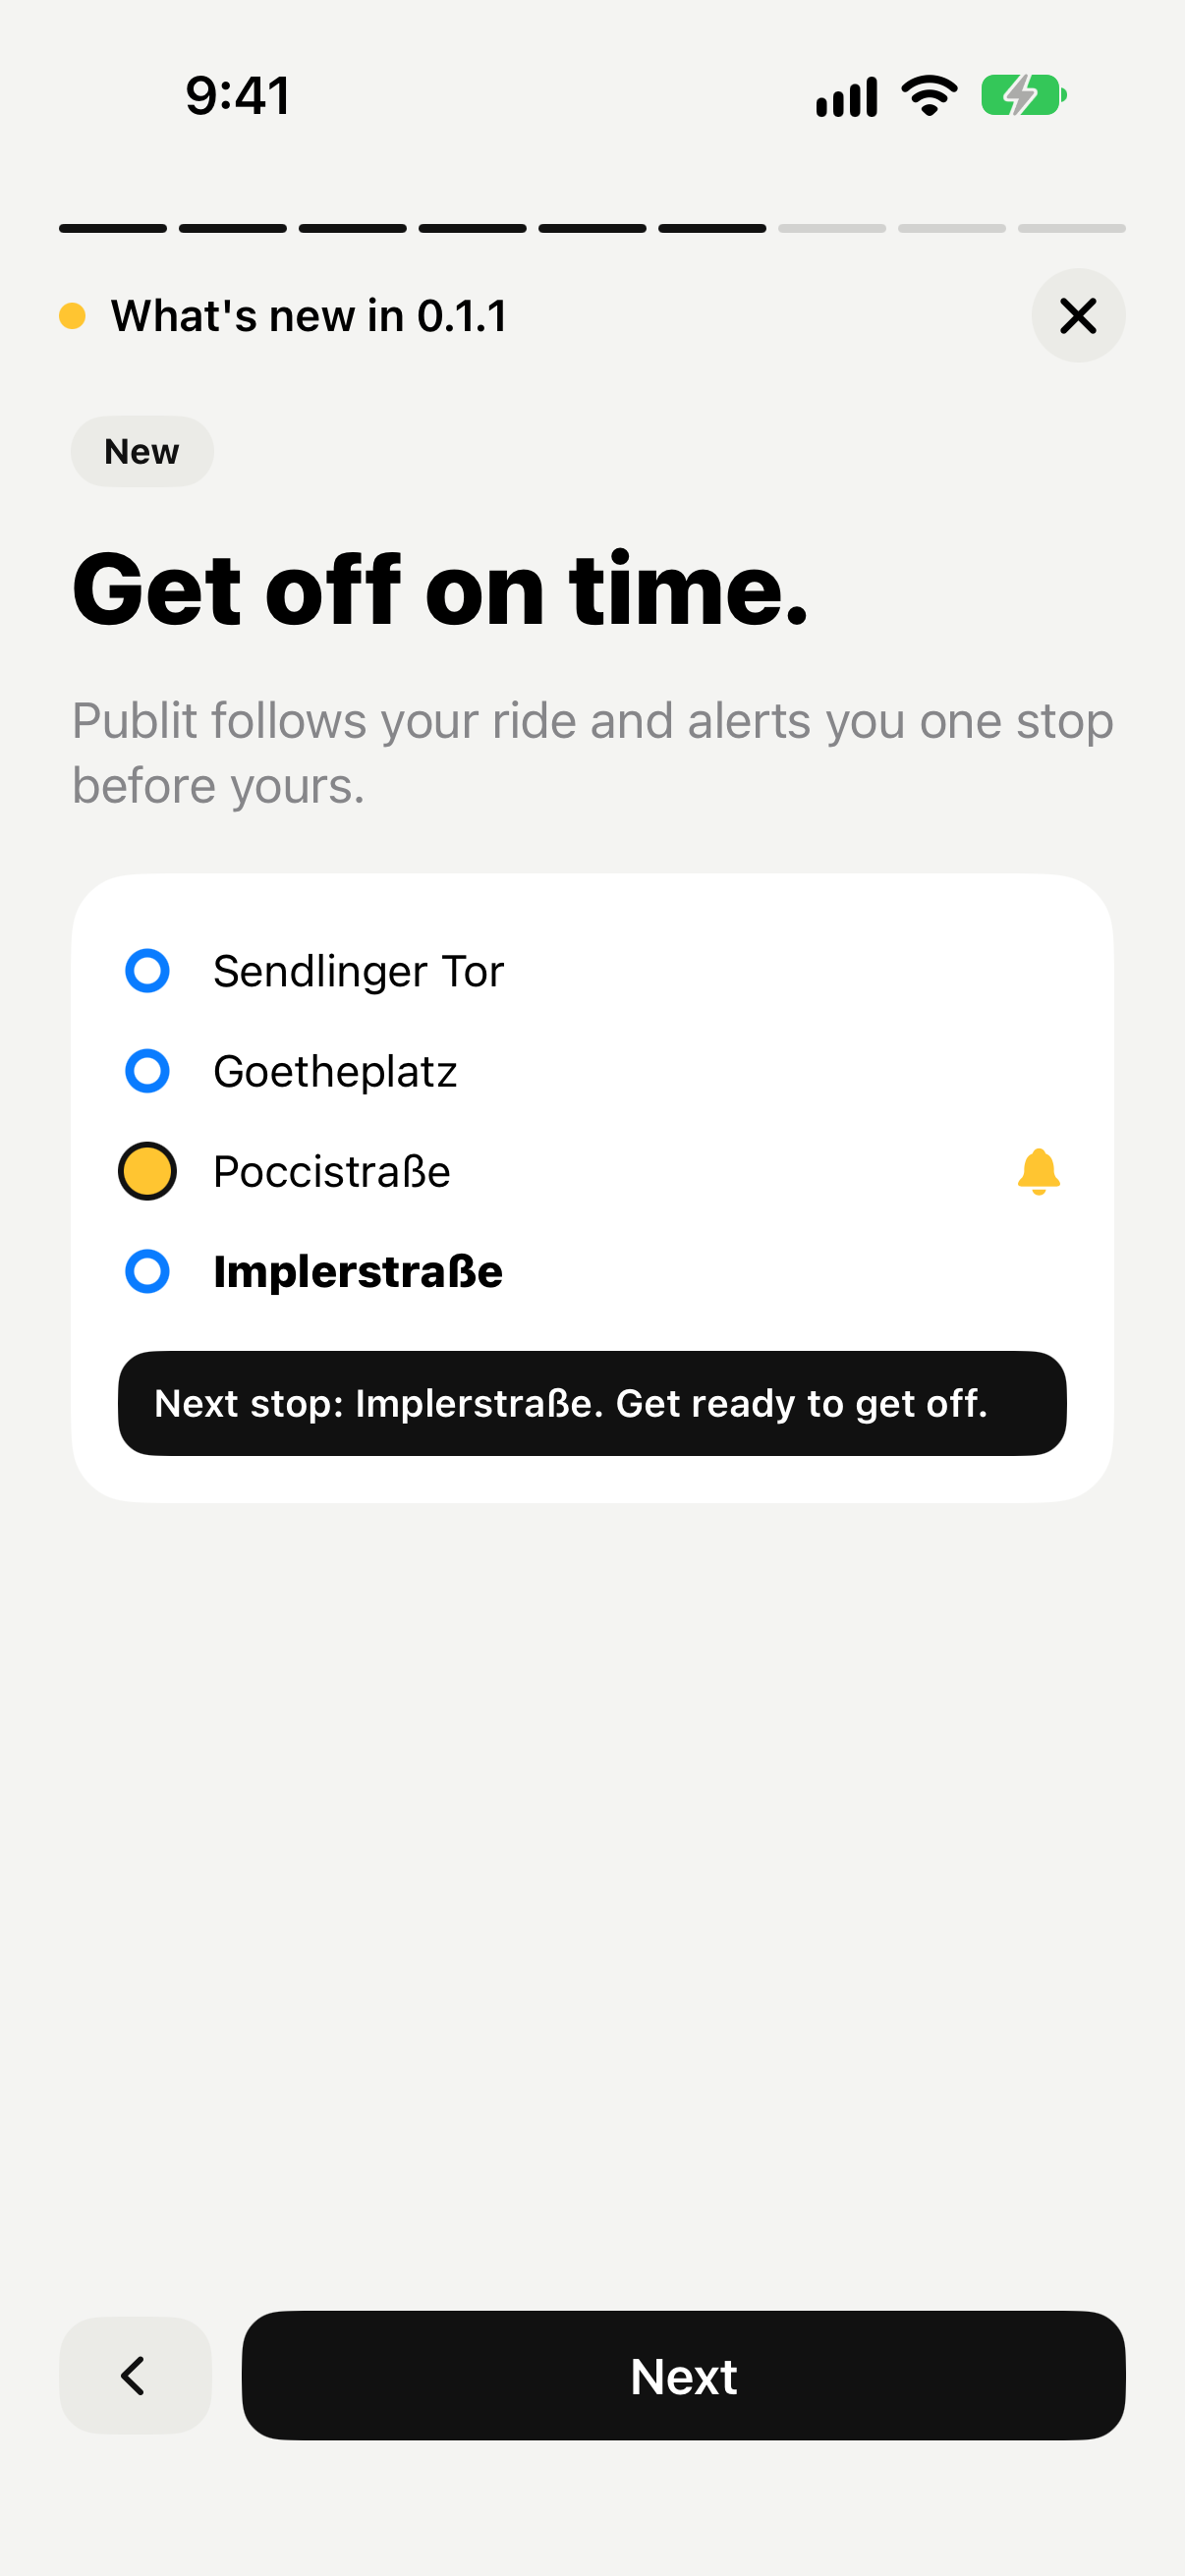 9:41
What's new in 0.1.1
New
Get off on time.
Publit follows your ride and alerts you one stop
before yours.
Sendlinger Tor
Goetheplatz
Poccistraße
Implerstraße
Next stop: Implerstraße. Get ready to get off.
Next